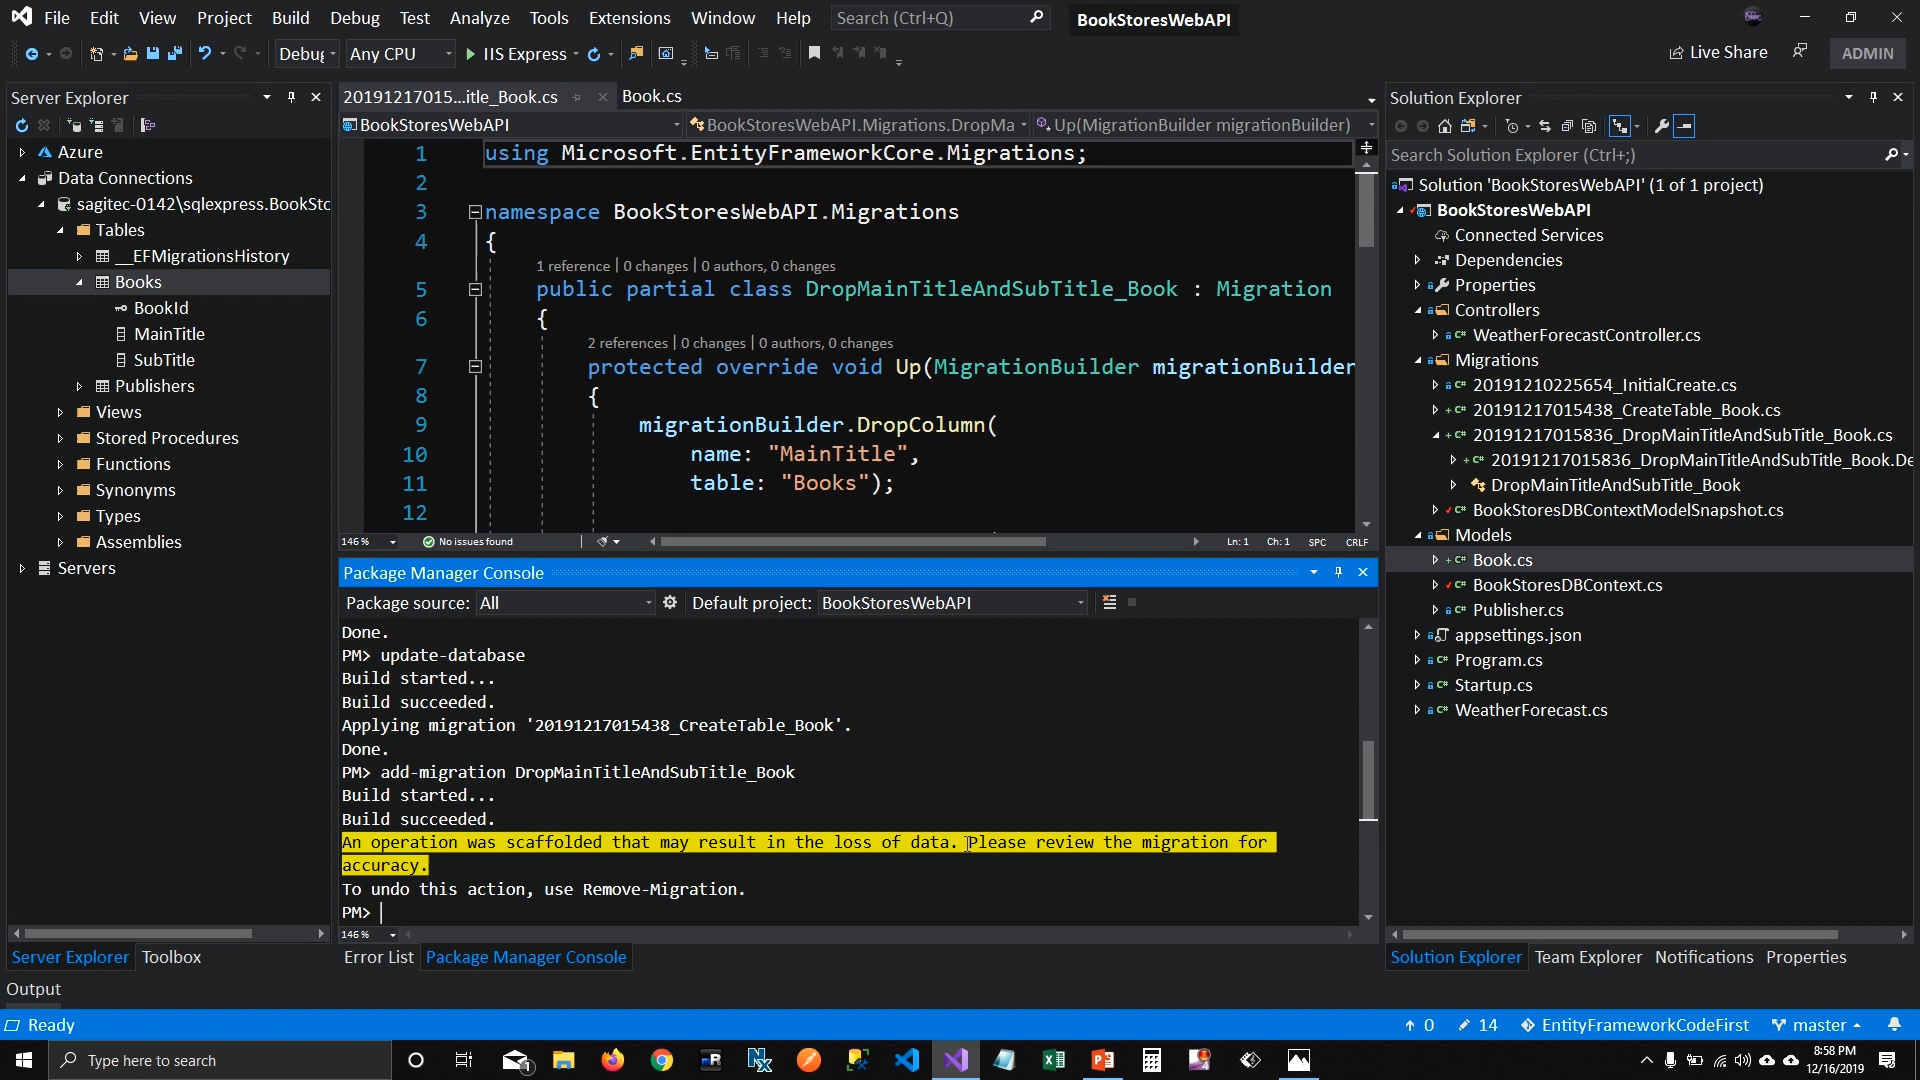 File Edit View Project Build Debug Test Analyze Tools Extensions Window Help Search (Ctrl+Q) BookStoresWebAPI
Debug Any CPU IIS Express Live Share ADMIN
Server Explorer
Azure
Data Connections
sagitec-0142\sqlexpress.BookSto
Tables
__EFMigrationsHistory
Books
BookId
MainTitle
SubTitle
Publishers
Views
Stored Procedures
Functions
Synonyms
Types
Assemblies
Servers
Server Explorer Toolbox
20191217015...itle_Book.cs Book.cs
BookStoresWebAPI BookStoresWebAPI.Migrations.DropMa Up(MigrationBuilder migrationBuilder)
1 using Microsoft.EntityFrameworkCore.Migrations;
2
3 namespace BookStoresWebAPI.Migrations
4 {
1 reference | 0 changes | 0 authors, 0 changes
5 public partial class DropMainTitleAndSubTitle_Book : Migration
6 {
2 references | 0 changes | 0 authors, 0 changes
7 protected override void Up(MigrationBuilder migrationBuilder
8 {
9 migrationBuilder.DropColumn(
10 name: "MainTitle",
11 table: "Books");
12
146 % No issues found Ln: 1 Ch: 1 SPC CRLF
Package Manager Console
Package source: All Default project: BookStoresWebAPI
Done.
PM> update-database
Build started...
Build succeeded.
Applying migration '20191217015438_CreateTable_Book'.
Done.
PM> add-migration DropMainTitleAndSubTitle_Book
Build started...
Build succeeded.
An operation was scaffolded that may result in the loss of data. Please review the migration for
accuracy.
To undo this action, use Remove-Migration.
PM>
146 %
Error List Package Manager Console
Solution Explorer
Search Solution Explorer (Ctrl+;)
Solution 'BookStoresWebAPI' (1 of 1 project)
BookStoresWebAPI
Connected Services
Dependencies
Properties
Controllers
WeatherForecastController.cs
Migrations
20191210225654_InitialCreate.cs
20191217015438_CreateTable_Book.cs
20191217015836_DropMainTitleAndSubTitle_Book.cs
20191217015836_DropMainTitleAndSubTitle_Book.De
DropMainTitleAndSubTitle_Book
BookStoresDBContextModelSnapshot.cs
Models
Book.cs
BookStoresDBContext.cs
Publisher.cs
appsettings.json
Program.cs
Startup.cs
WeatherForecast.cs
Solution Explorer Team Explorer Notifications Properties
Output
Ready 0 14 EntityFrameworkCodeFirst master
Type here to search
8:58 PM
12/16/2019